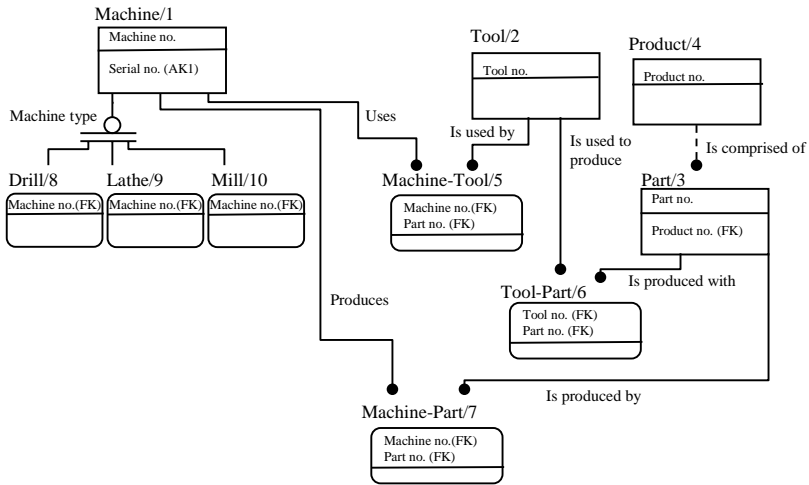 Machine/1
Machine no.
Serial no. (AK1)
Tool/2
Tool no.
Product/4
Product no.
Machine type
Uses
Is used by
Is used to
produce
Is comprised of
Drill/8
Machine no.(FK)
Lathe/9
Machine no.(FK)
Mill/10
Machine no.(FK)
Machine-Tool/5
Machine no.(FK)
Part no. (FK)
Part/3
Part no.
Product no. (FK)
Is produced with
Tool-Part/6
Tool no. (FK)
Part no. (FK)
Produces
Is produced by
Machine-Part/7
Machine no.(FK)
Part no. (FK)